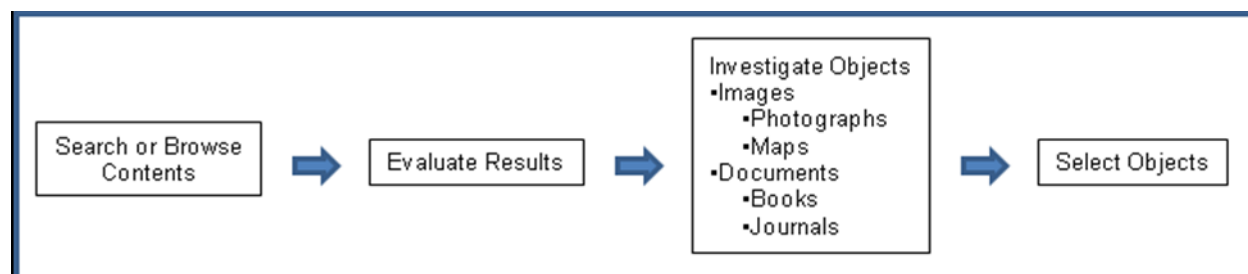 Search or Browse
Contents
Evaluate Results
Investigate Objects
▪Images
▪Photographs
▪Maps
▪Documents
▪Books
▪Journals
Select Objects